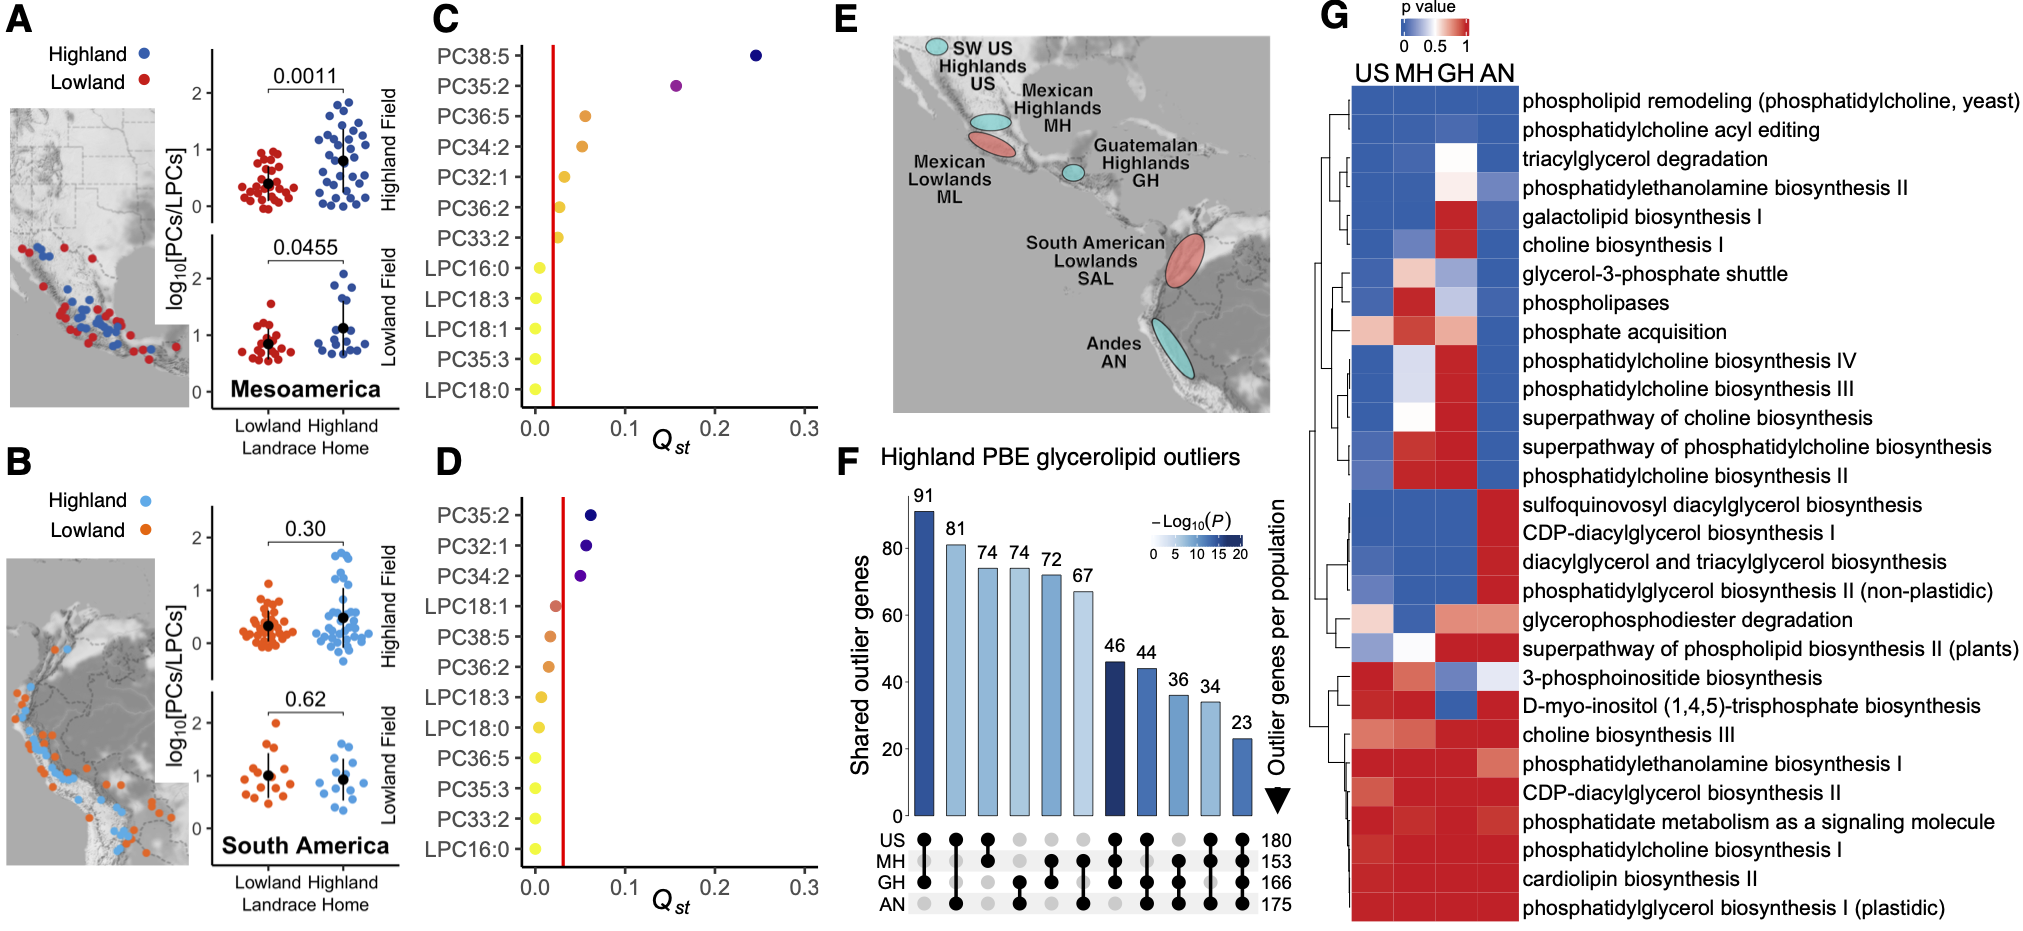 A
Highland
Lowland
log10[PCs/LPCs]
2
1
0
0.0011
Highland Field
2
1
0
0.0455
Lowland Field
Mesoamerica
Lowland Highland
Landrace Home
B
Highland
Lowland
log10[PCs/LPCs]
2
1
0
0.30
Highland Field
2
1
0
0.62
Lowland Field
South America
Lowland Highland
Landrace Home
C
PC38:5
PC35:2
PC36:5
PC34:2
PC32:1
PC36:2
PC33:2
LPC16:0
LPC18:3
LPC18:1
PC35:3
LPC18:0
0.0 0.1 0.2 0.3
Qst
D
PC35:2
PC32:1
PC34:2
LPC18:1
PC38:5
PC36:2
LPC18:3
LPC18:0
PC36:5
PC35:3
PC33:2
LPC16:0
0.0 0.1 0.2 0.3
Qst
E
SW US
Highlands
US
Mexican
Highlands
MH
Guatemalan
Highlands
GH
Mexican
Lowlands
ML
South American
Lowlands
SAL
Andes
AN
F
Highland PBE glycerolipid outliers
−Log10(P)
0 5 10 15 20
Shared outlier genes
80
60
40
20
0
91
81
74
74
72
67
46
44
36
34
23
Outlier genes per population
US 180
MH 153
GH 166
AN 175
G
p value
0 0.5 1
US MH GH AN
phospholipid remodeling (phosphatidylcholine, yeast)
phosphatidylcholine acyl editing
triacylglycerol degradation
phosphatidylethanolamine biosynthesis II
galactolipid biosynthesis I
choline biosynthesis I
glycerol-3-phosphate shuttle
phospholipases
phosphate acquisition
phosphatidylcholine biosynthesis IV
phosphatidylcholine biosynthesis III
superpathway of choline biosynthesis
superpathway of phosphatidylcholine biosynthesis
phosphatidylcholine biosynthesis II
sulfoquinovosyl diacylglycerol biosynthesis
CDP-diacylglycerol biosynthesis I
diacylglycerol and triacylglycerol biosynthesis
phosphatidylglycerol biosynthesis II (non-plastidic)
glycerophosphodiester degradation
superpathway of phospholipid biosynthesis II (plants)
3-phosphoinositide biosynthesis
D-myo-inositol (1,4,5)-trisphosphate biosynthesis
choline biosynthesis III
phosphatidylethanolamine biosynthesis I
CDP-diacylglycerol biosynthesis II
phosphatidate metabolism as a signaling molecule
phosphatidylcholine biosynthesis I
cardiolipin biosynthesis II
phosphatidylglycerol biosynthesis I (plastidic)